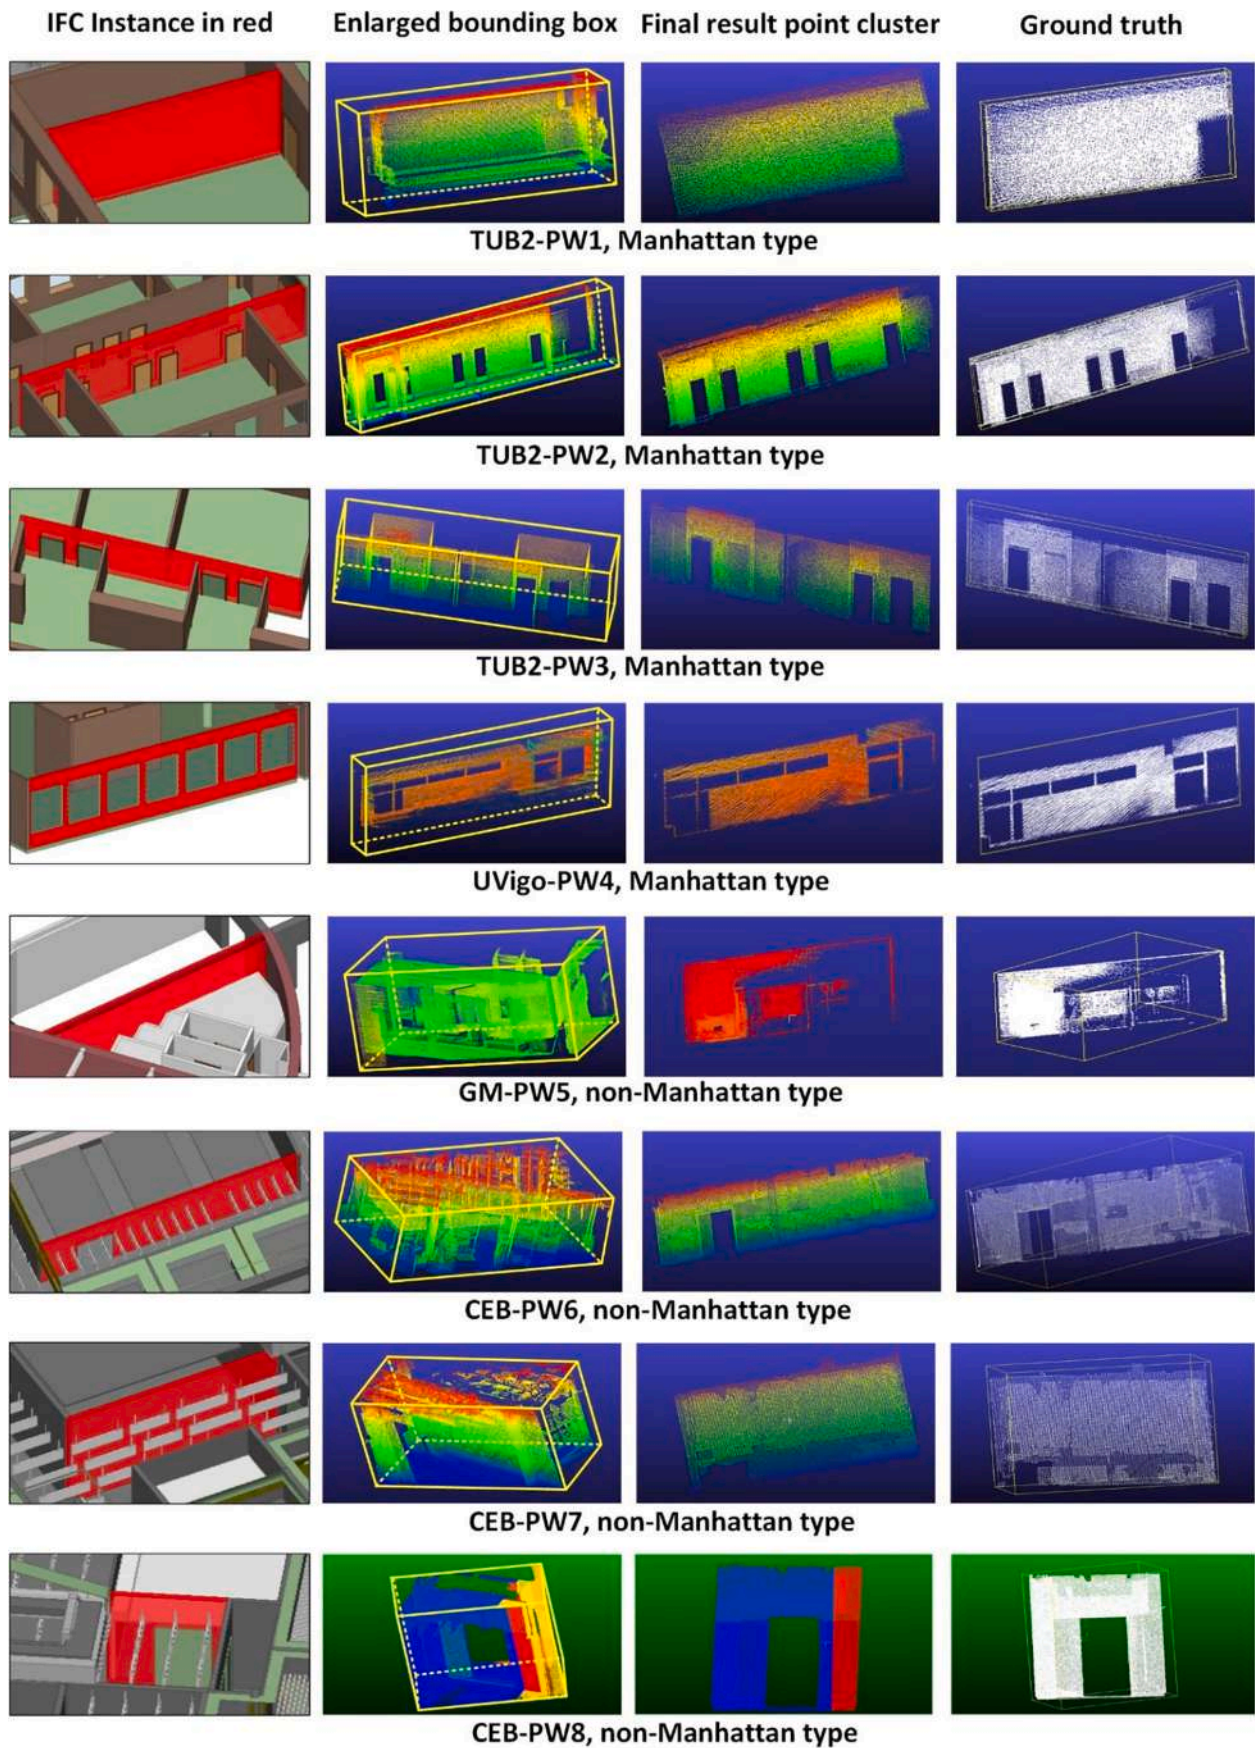 IFC Instance in red Enlarged bounding box Final result point cluster Ground truth
TUB2-PW1, Manhattan type
TUB2-PW2, Manhattan type
TUB2-PW3, Manhattan type
UVigo-PW4, Manhattan type
GM-PW5, non-Manhattan type
CEB-PW6, non-Manhattan type
CEB-PW7, non-Manhattan type
CEB-PW8, non-Manhattan type